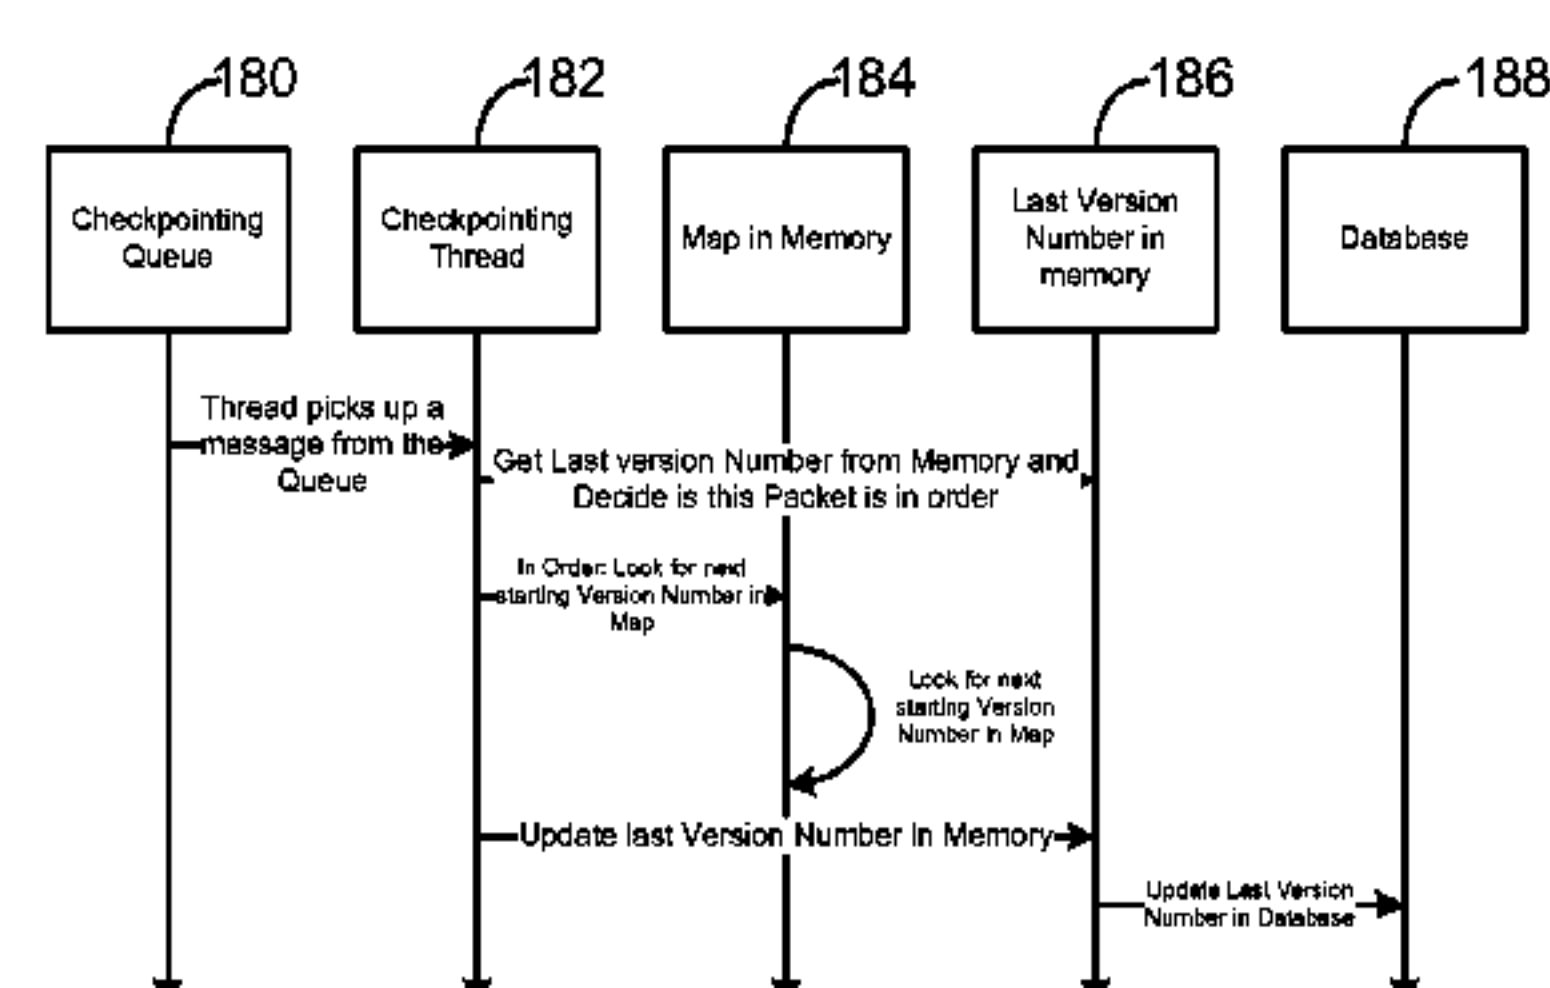 180
182
184
186
188
Checkpointing
Queue
Checkpointing
Thread
Map in Memory
Last Version
Number in
memory
Database
Thread picks up a
message from the
Queue
Get Last version Number from Memory and
Decide is this Packet is in order
In Order: Look for next
starting Version Number in
Map
Look for next
starting Version
Number in Map
Update last Version Number In Memory
Update Last Version
Number in Database